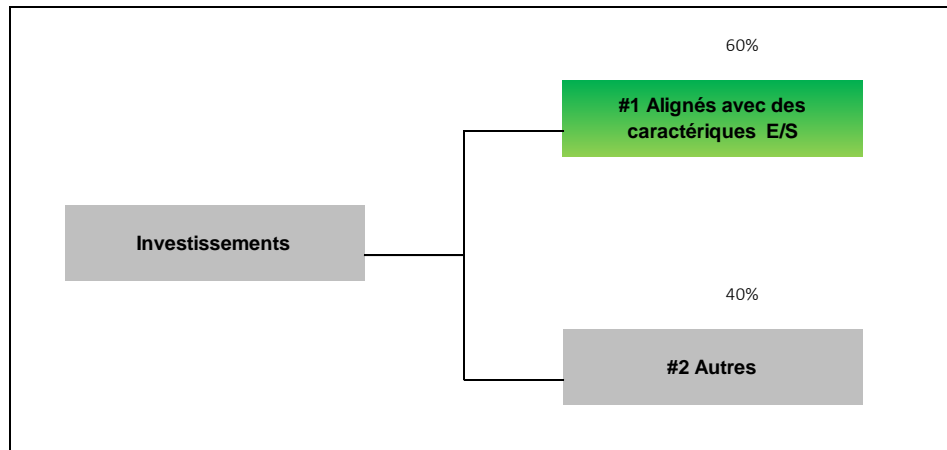 60%
#1 Alignés avec des
caractériques E/S
Investissements
40%
#2 Autres